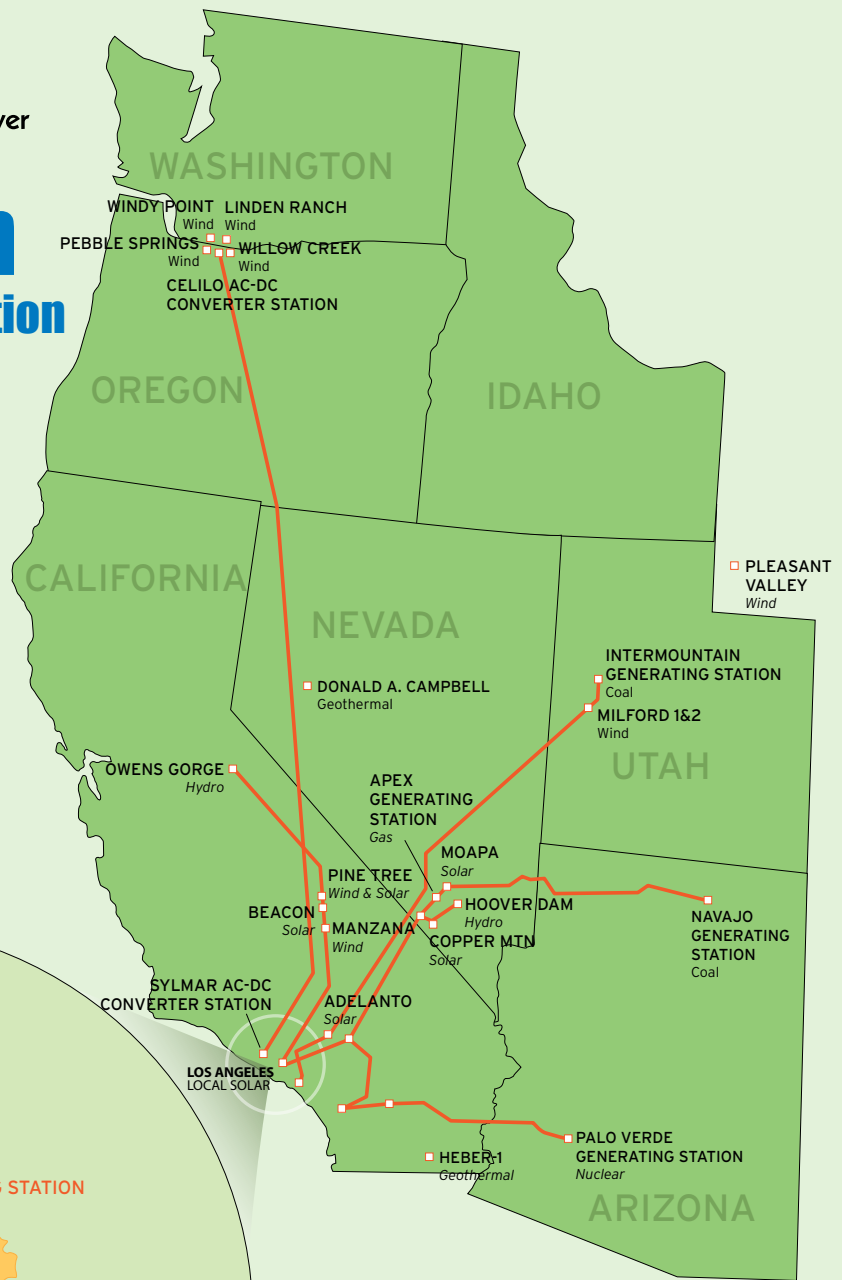 ver
WASHINGTON
WINDY POINT
Wind
LINDEN RANCH
Wind
PEBBLE SPRINGS
Wind
WILLOW CREEK
Wind
CELILO AC-DC
CONVERTER STATION
tion
OREGON
IDAHO
CALIFORNIA
NEVADA
PLEASANT
VALLEY
Wind
INTERMOUNTAIN
GENERATING STATION
Coal
DONALD A. CAMPBELL
Geothermal
MILFORD 1&2
Wind
UTAH
OWENS GORGE
Hydro
APEX
GENERATING
STATION
Gas
MOAPA
Solar
PINE TREE
Wind & Solar
HOOVER DAM
Hydro
BEACON
Solar
MANZANA
Wind
COPPER MTN
Solar
NAVAJO
GENERATING
STATION
Coal
SYLMAR AC-DC
CONVERTER STATION
ADELANTO
Solar
LOS ANGELES
LOCAL SOLAR
PALO VERDE
GENERATING STATION
Nuclear
HEBER-1
Geothermal
STATION
ARIZONA